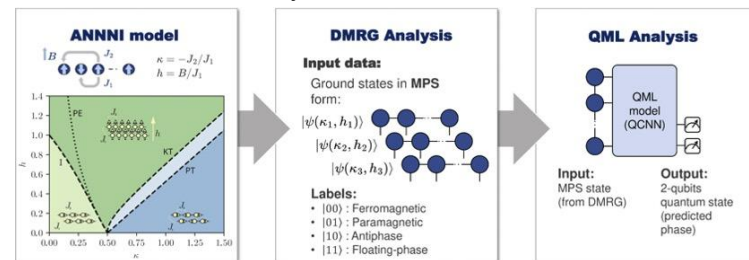 ANNNI model
B
J₂
J₁
κ = −J₂/J₁
h = B/J₁
1.4
1.2
1.0
0.8
0.6
0.4
0.2
0.0
h
PE
I
KT
PT
h
0.00 0.25 0.50 0.75 1.00 1.25 1.50
κ
DMRG Analysis
Input data:
Ground states in MPS
form:
|ψ(κ₁, h₁)⟩
|ψ(κ₂, h₂)⟩
|ψ(κ₃, h₃)⟩
Labels:
• |00⟩ : Ferromagnetic
• |01⟩ : Paramagnetic
• |10⟩ : Antiphase
• |11⟩ : Floating-phase
QML Analysis
QML
model
(QCNN)
Input:
MPS state
(from DMRG)
Output:
2-qubits
quantum state
(predicted
phase)